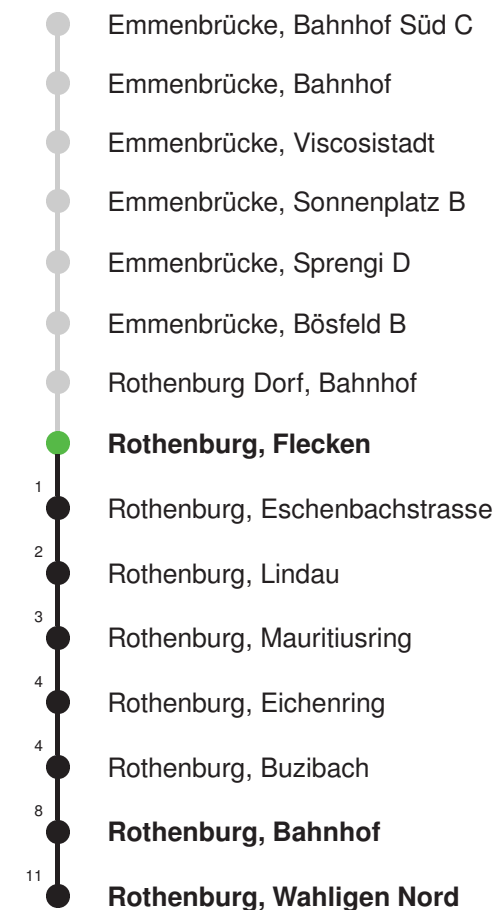 Emmenbrücke, Bahnhof Süd C
Emmenbrücke, Bahnhof
Emmenbrücke, Viscosistadt
Emmenbrücke, Sonnenplatz B
Emmenbrücke, Sprengi D
Emmenbrücke, Bösfeld B
Rothenburg Dorf, Bahnhof
Rothenburg, Flecken
1 Rothenburg, Eschenbachstrasse
2 Rothenburg, Lindau
3 Rothenburg, Mauritiusring
4 Rothenburg, Eichenring
4 Rothenburg, Buzibach
8 Rothenburg, Bahnhof
11 Rothenburg, Wahligen Nord